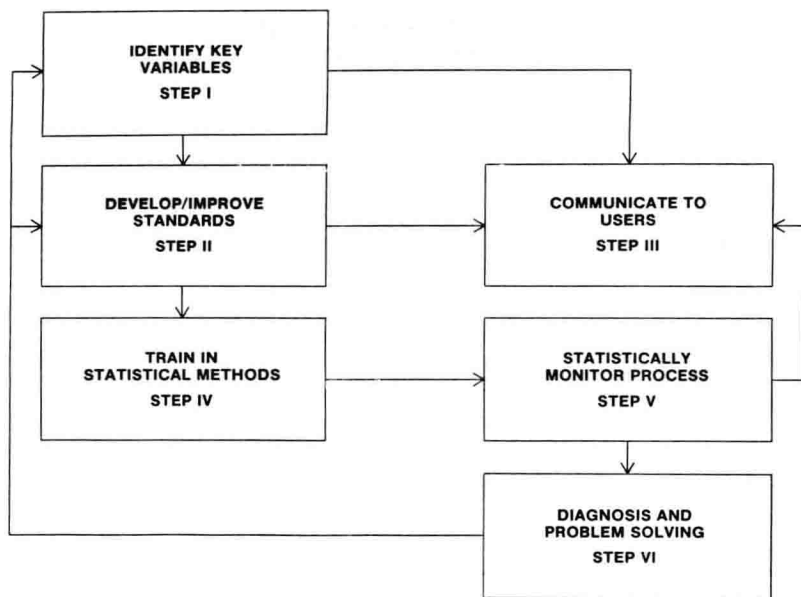 IDENTIFY KEY
VARIABLES
STEP I
DEVELOP/IMPROVE
STANDARDS
STEP II
COMMUNICATE TO
USERS
STEP III
TRAIN IN
STATISTICAL METHODS
STEP IV
STATISTICALLY
MONITOR PROCESS
STEP V
DIAGNOSIS AND
PROBLEM SOLVING
STEP VI